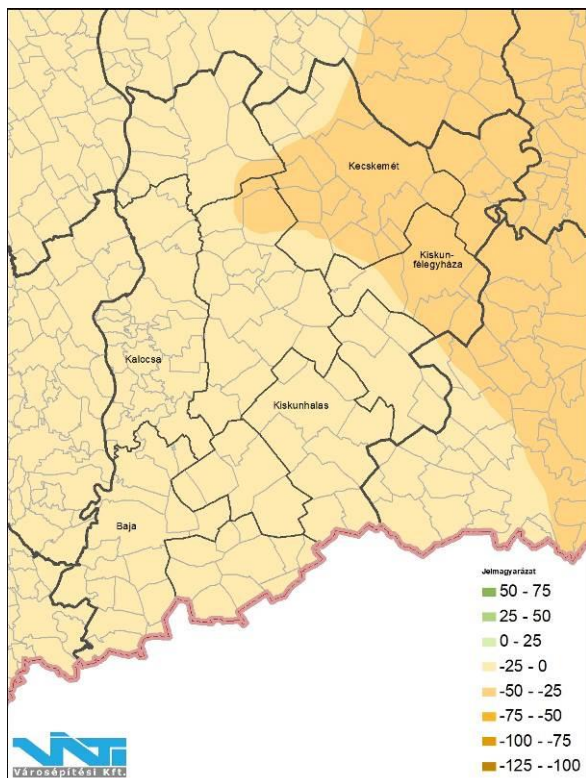 Kecskemét
Kiskun-
félegyháza
Kalocsa
Kiskunhalas
Baja
Jelmagyarázat
50 - 75
25 - 50
0 - 25
-25 - 0
-50 - -25
-75 - -50
-100 - -75
-125 - -100
VÁTI
Városépítési Kft.